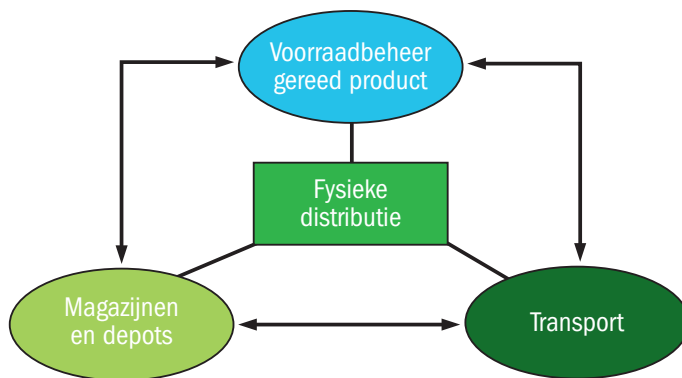 Voorraadbeheer
gereed product
Fysieke
distributie
Magazijnen
en depots
Transport